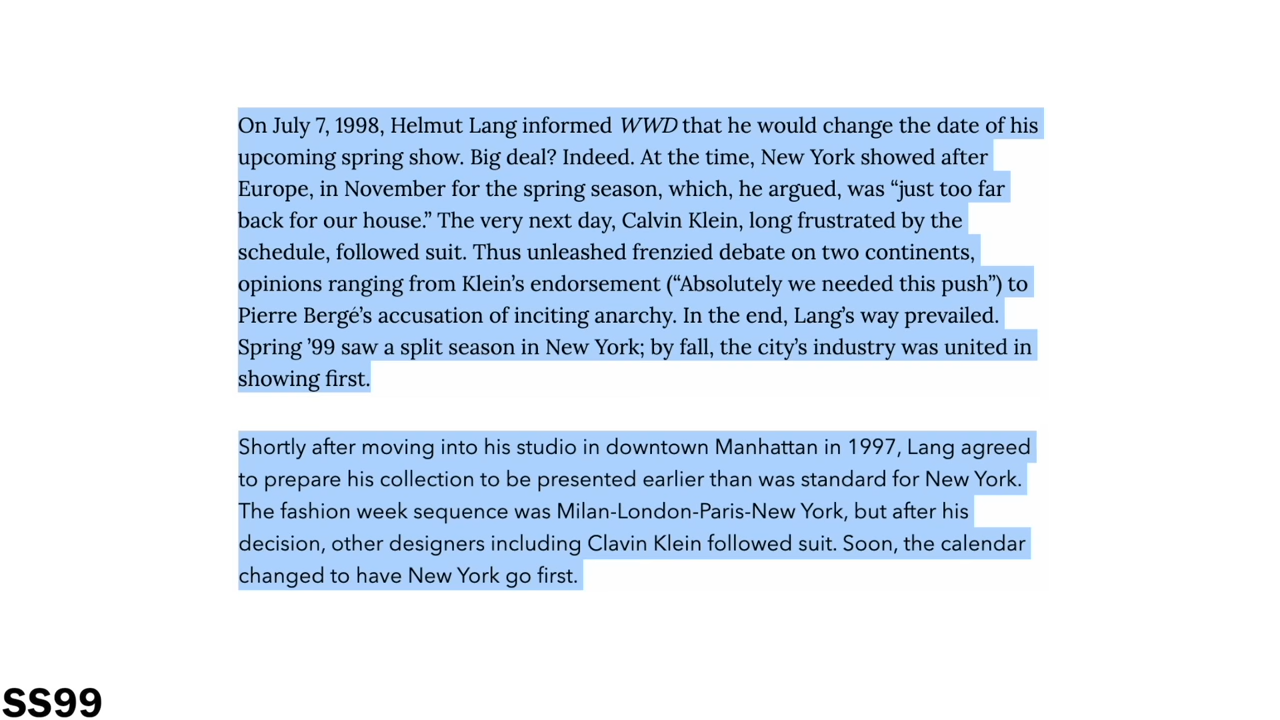 On July 7, 1998, Helmut Lang informed WWD that he would change the date of his
upcoming spring show. Big deal? Indeed. At the time, New York showed after
Europe, in November for the spring season, which, he argued, was “just too far
back for our house.” The very next day, Calvin Klein, long frustrated by the
schedule, followed suit. Thus unleashed frenzied debate on two continents,
opinions ranging from Klein’s endorsement (“Absolutely we needed this push”) to
Pierre Bergé’s accusation of inciting anarchy. In the end, Lang’s way prevailed.
Spring ’99 saw a split season in New York; by fall, the city’s industry was united in
showing first.
Shortly after moving into his studio in downtown Manhattan in 1997, Lang agreed
to prepare his collection to be presented earlier than was standard for New York.
The fashion week sequence was Milan-London-Paris-New York, but after his
decision, other designers including Clavin Klein followed suit. Soon, the calendar
changed to have New York go first.
SS99